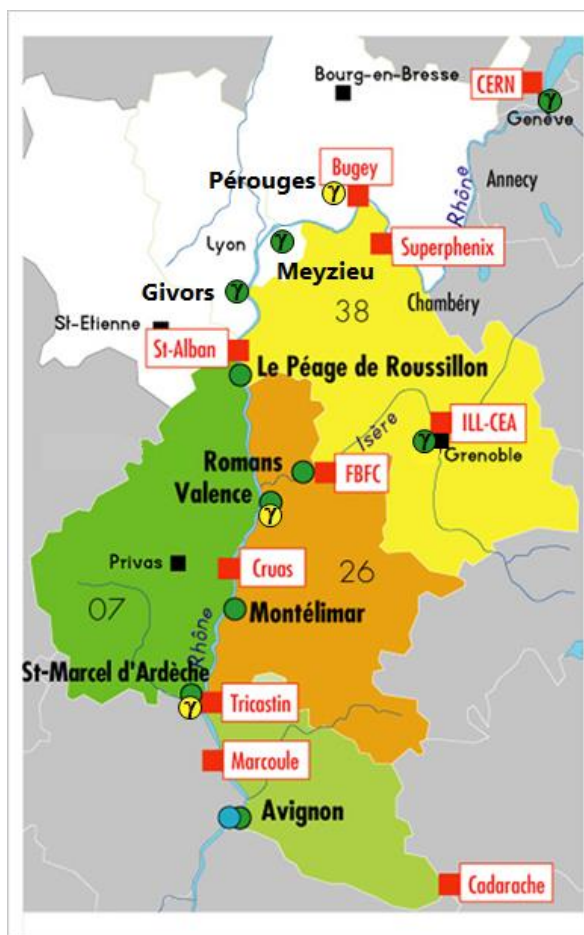 Bourg-en-Bresse
CERN
γ
Genève
Bugey
Pérouges
γ
Rhône
Annecy
Lyon
γ
Superphenix
Meyzieu
Givors
γ
38
Chambéry
St-Etienne
St-Alban
Le Péage de Roussillon
Isère
ILL-CEA
γ
Grenoble
Romans
FBFC
Valence
γ
Privas
Cruas
26
07
Montélimar
Rhône
St-Marcel d'Ardèche
γ
Tricastin
Marcoule
Avignon
Cadarache